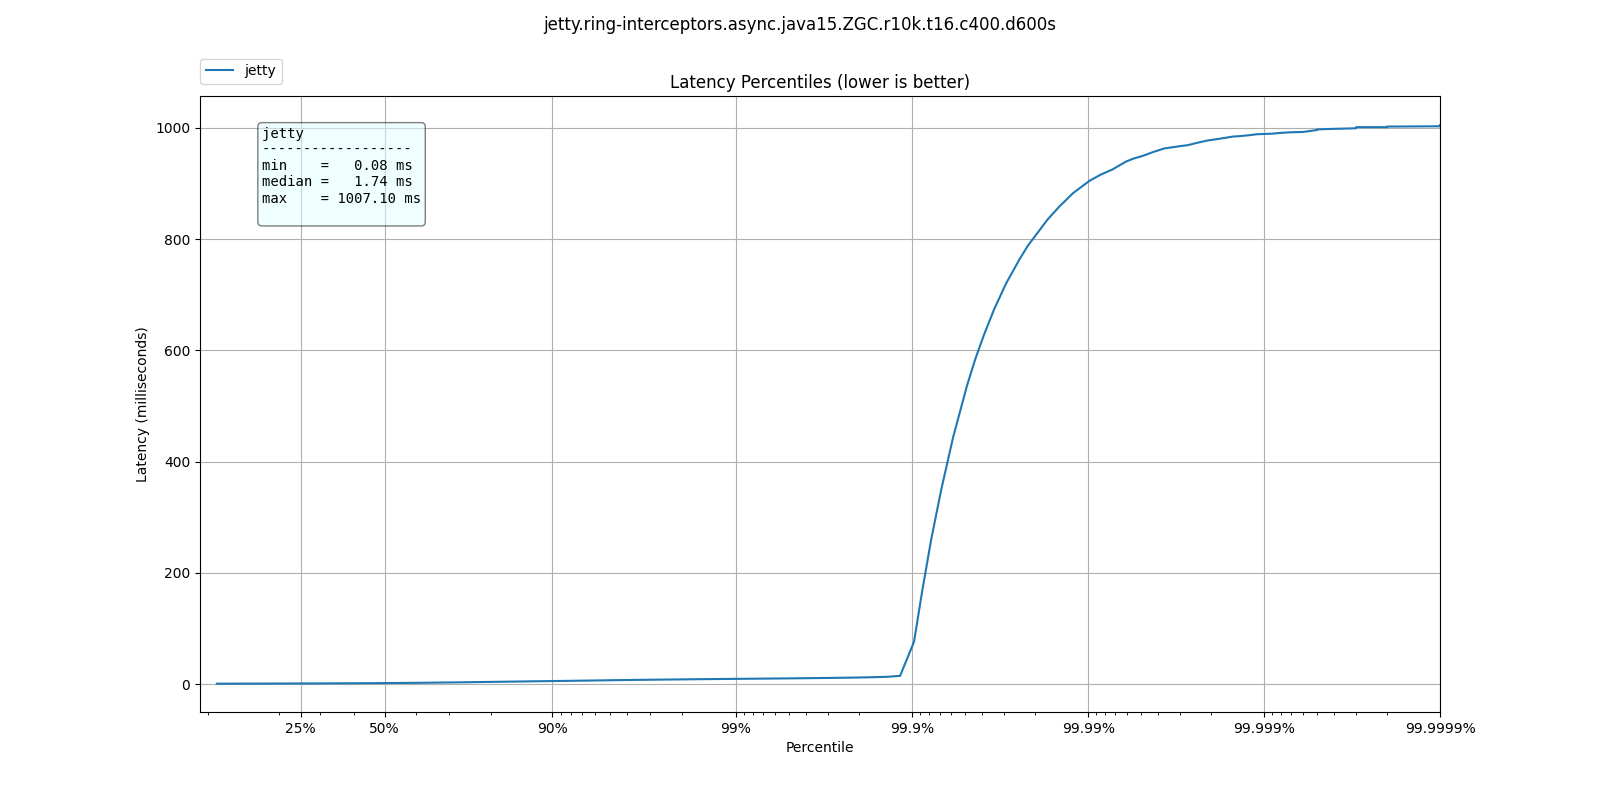 jetty.ring-interceptors.async.java15.ZGC.r10k.t16.c400.d600s
jetty
Latency Percentiles (lower is better)
jetty
------------------
min    =   0.08 ms
median =   1.74 ms
max    = 1007.10 ms
1000
800
600
400
200
0
Latency (milliseconds)
25% 50% 90% 99% 99.9% 99.99% 99.999% 99.9999%
Percentile